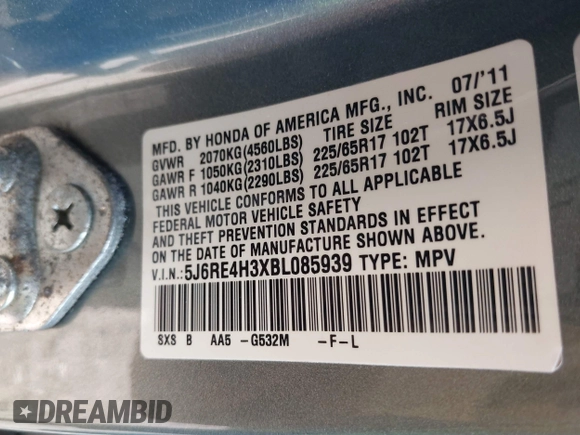 MFD. BY HONDA OF AMERICA MFG., INC. 07/'11
GVWR 2070KG(4560LBS) TIRE SIZE RIM SIZE
GAWR F 1050KG(2310LBS) 225/65R17 102T 17X6.5J
GAWR R 1040KG(2290LBS) 225/65R17 102T 17X6.5J
THIS VEHICLE CONFORMS TO ALL APPLICABLE
FEDERAL MOTOR VEHICLE SAFETY
AND THEFT PREVENTION STANDARDS IN EFFECT
ON DATE OF MANUFACTURE SHOWN ABOVE.
V.I.N.: 5J6RE4H3XBL085939 TYPE: MPV
SXS B AA5 -G532M -F-L
DREAMBID